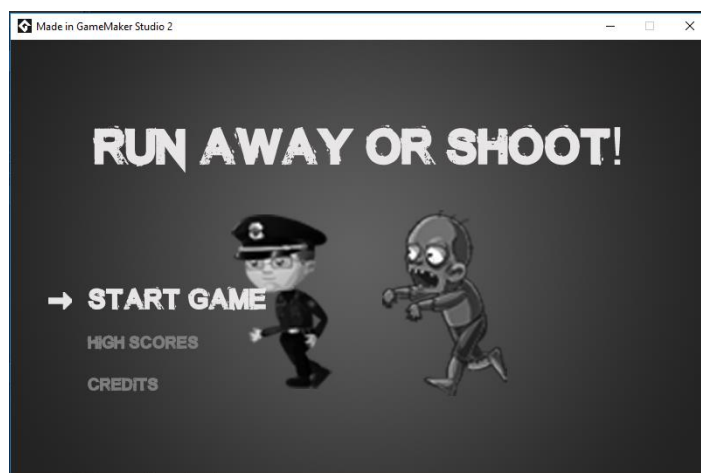 Made in GameMaker Studio 2
RUN AWAY OR SHOOT!
START GAME
HIGH SCORES
CREDITS